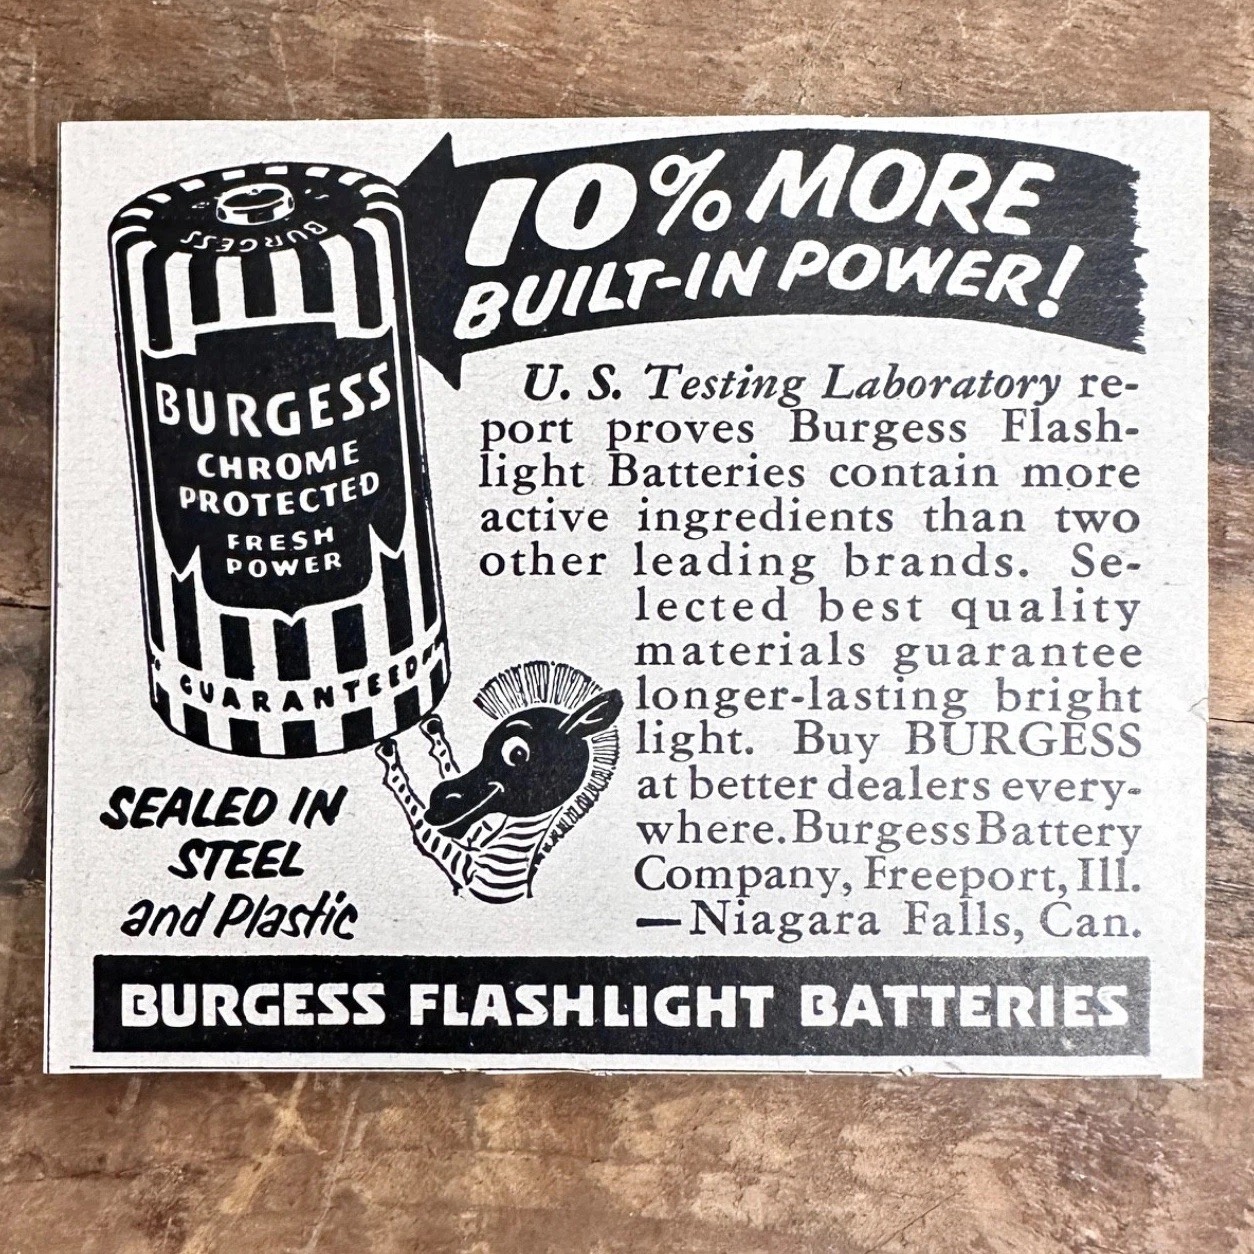 10% MORE
BUILT-IN POWER!
BURGESS
BURGESS
CHROME
PROTECTED
FRESH
POWER
GUARANTEED
U. S. Testing Laboratory re-
port proves Burgess Flash-
light Batteries contain more
active ingredients than two
other leading brands. Se-
lected best quality
materials guarantee
longer-lasting bright
light. Buy BURGESS
at better dealers every-
where. Burgess Battery
Company, Freeport, Ill.
—Niagara Falls, Can.
SEALED IN
STEEL
and Plastic
BURGESS FLASHLIGHT BATTERIES